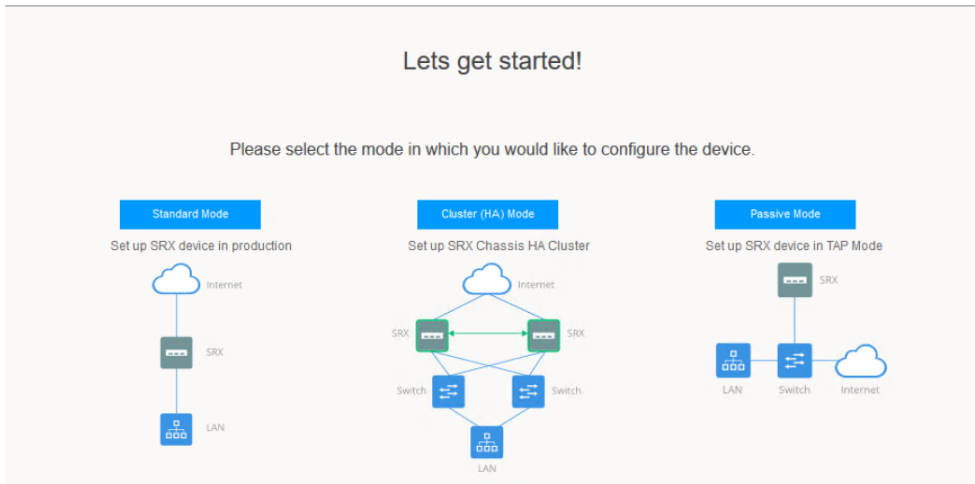 Lets get started!
Please select the mode in which you would like to configure the device.
Standard Mode
Set up SRX device in production
Internet
SRX
LAN
Cluster (HA) Mode
Set up SRX Chassis HA Cluster
Internet
SRX
SRX
Switch
Switch
LAN
Passive Mode
Set up SRX device in TAP Mode
SRX
LAN
Switch
Internet